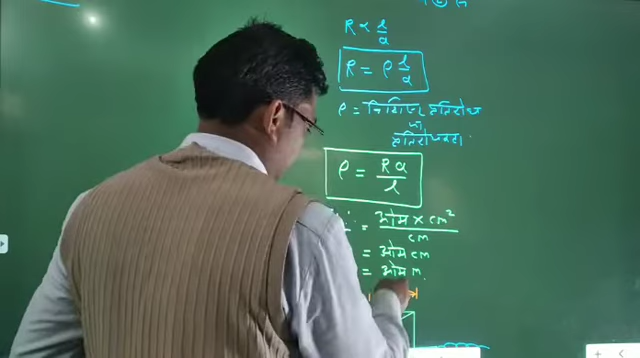 R ∝ l/a
R = ρ l/a
ρ = विशिष्ट प्रतिरोध
या
प्रतिरोधकता
ρ = Ra/l
= ओम × cm²/cm
= ओम cm
= ओम m